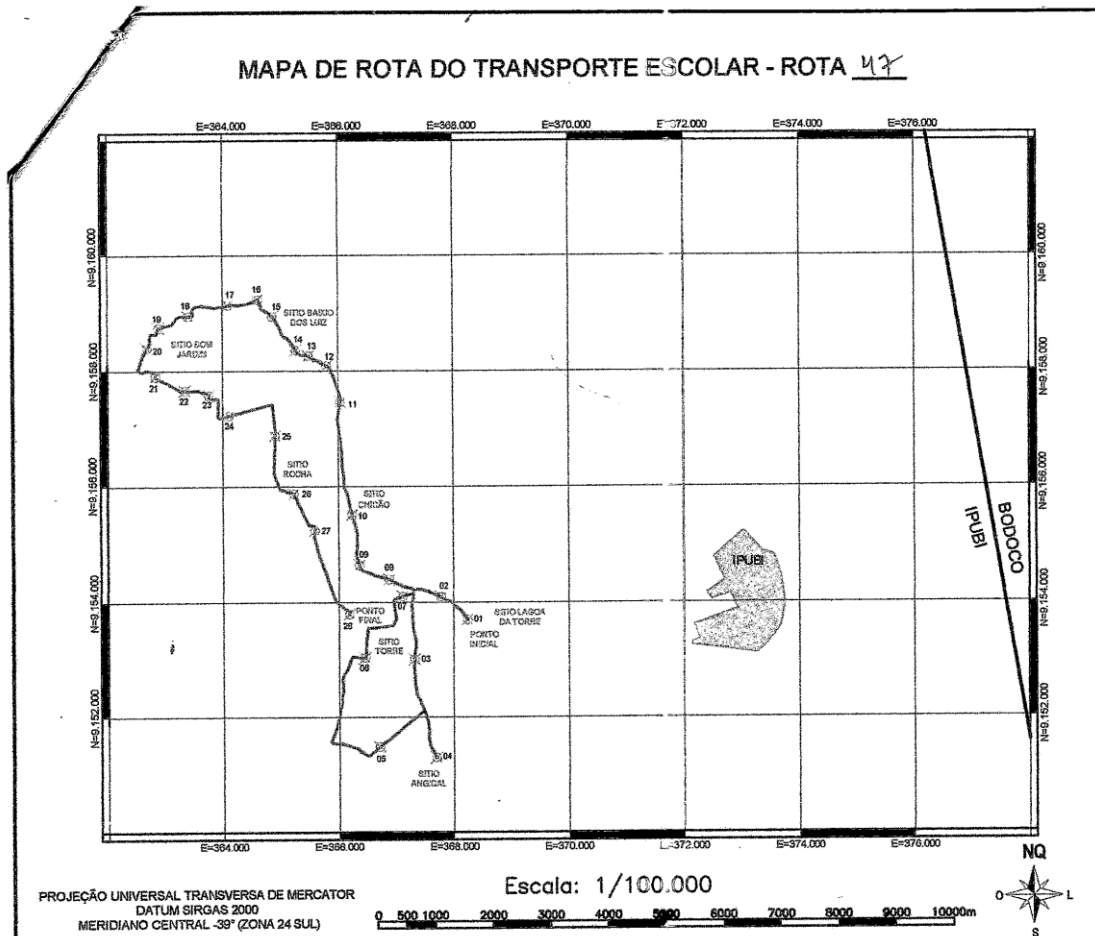 MAPA DE ROTA DO TRANSPORTE ESCOLAR - ROTA 47
E=364.000 E=366.000 E=368.000 E=370.000 E=372.000 E=374.000 E=376.000
N=9.160.000 N=9.160.000
16
17
18
15 SITIO BAIXIO
DOS LUIZ
19
14 13
20 SITIO BOM
JARDIM
12
N=9.158.000 N=9.158.000
21
22 23
11
24
25
SITIO
ROCHA
N=9.156.000 N=9.156.000
26
SITIO
10
27
IPUBI BODOCO
09
IPUBI
09
02
N=9.154.000 N=9.154.000
07
28 PONTO
FINAL
01 SITIO LAGOA
DA TORRE
PONTO
INICIAL
SITIO
TORRE
03
N=9.152.000 N=9.152.000
05
04
SITIO
ANGICAL
E=364.000 E=366.000 E=368.000 E=370.000 E=372.000 E=374.000 E=376.000
NQ
O L
S
PROJEÇÃO UNIVERSAL TRANSVERSA DE MERCATOR
DATUM SIRGAS 2000
MERIDIANO CENTRAL -39° (ZONA 24 SUL)
Escala: 1/100.000
0 500 1000 2000 3000 4000 5000 6000 7000 8000 9000 10000m